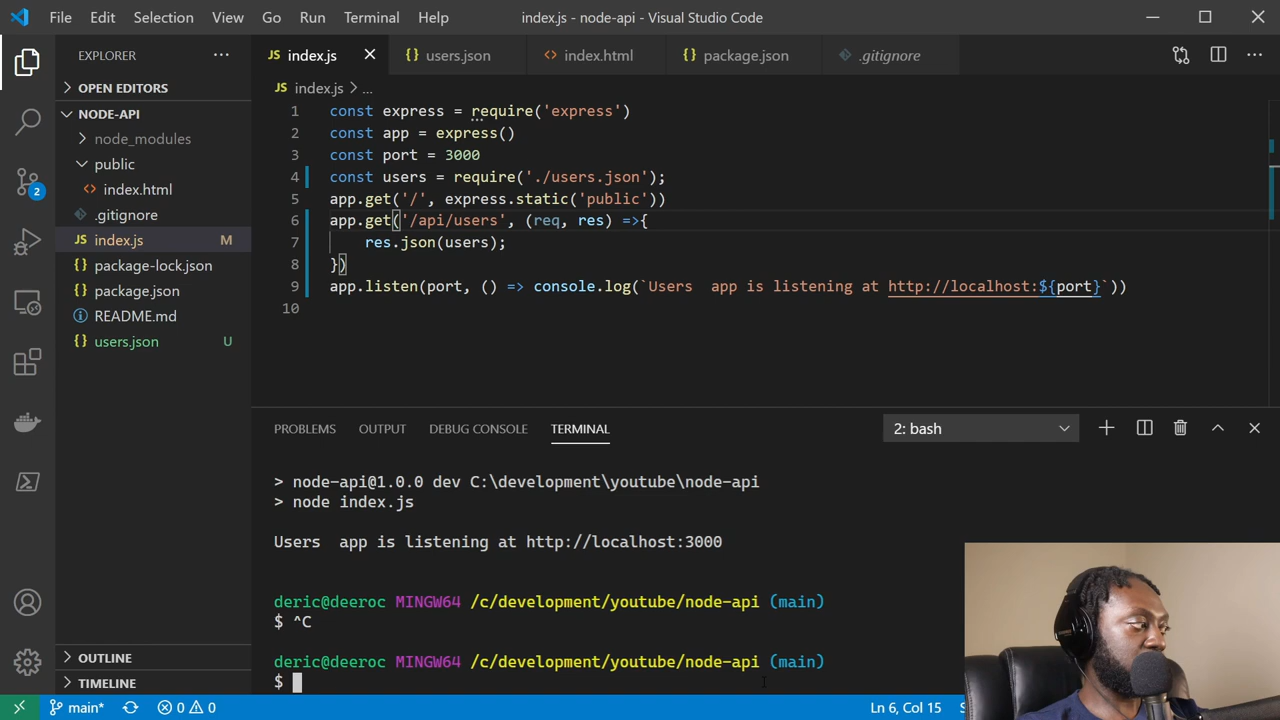 File Edit Selection View Go Run Terminal Help index.js - node-api - Visual Studio Code
EXPLORER
OPEN EDITORS
NODE-API
node_modules
public
<> index.html
.gitignore
JS index.js M
{} package-lock.json
{} package.json
README.md
{} users.json U
OUTLINE
TIMELINE
2
JS index.js {} users.json <> index.html {} package.json .gitignore
JS index.js > ...
1 const express = require('express')
2 const app = express()
3 const port = 3000
4 const users = require('./users.json');
5 app.get('/', express.static('public'))
6 app.get('/api/users', (req, res) =>{
7 res.json(users);
8 })
9 app.listen(port, () => console.log(`Users  app is listening at http://localhost:${port}`))
10
PROBLEMS OUTPUT DEBUG CONSOLE TERMINAL 2: bash
> node-api@1.0.0 dev C:\development\youtube\node-api
> node index.js
Users  app is listening at http://localhost:3000
deric@deeroc MINGW64 /c/development/youtube/node-api (main)
$ ^C
deric@deeroc MINGW64 /c/development/youtube/node-api (main)
$
main* 0 0 Ln 6, Col 15